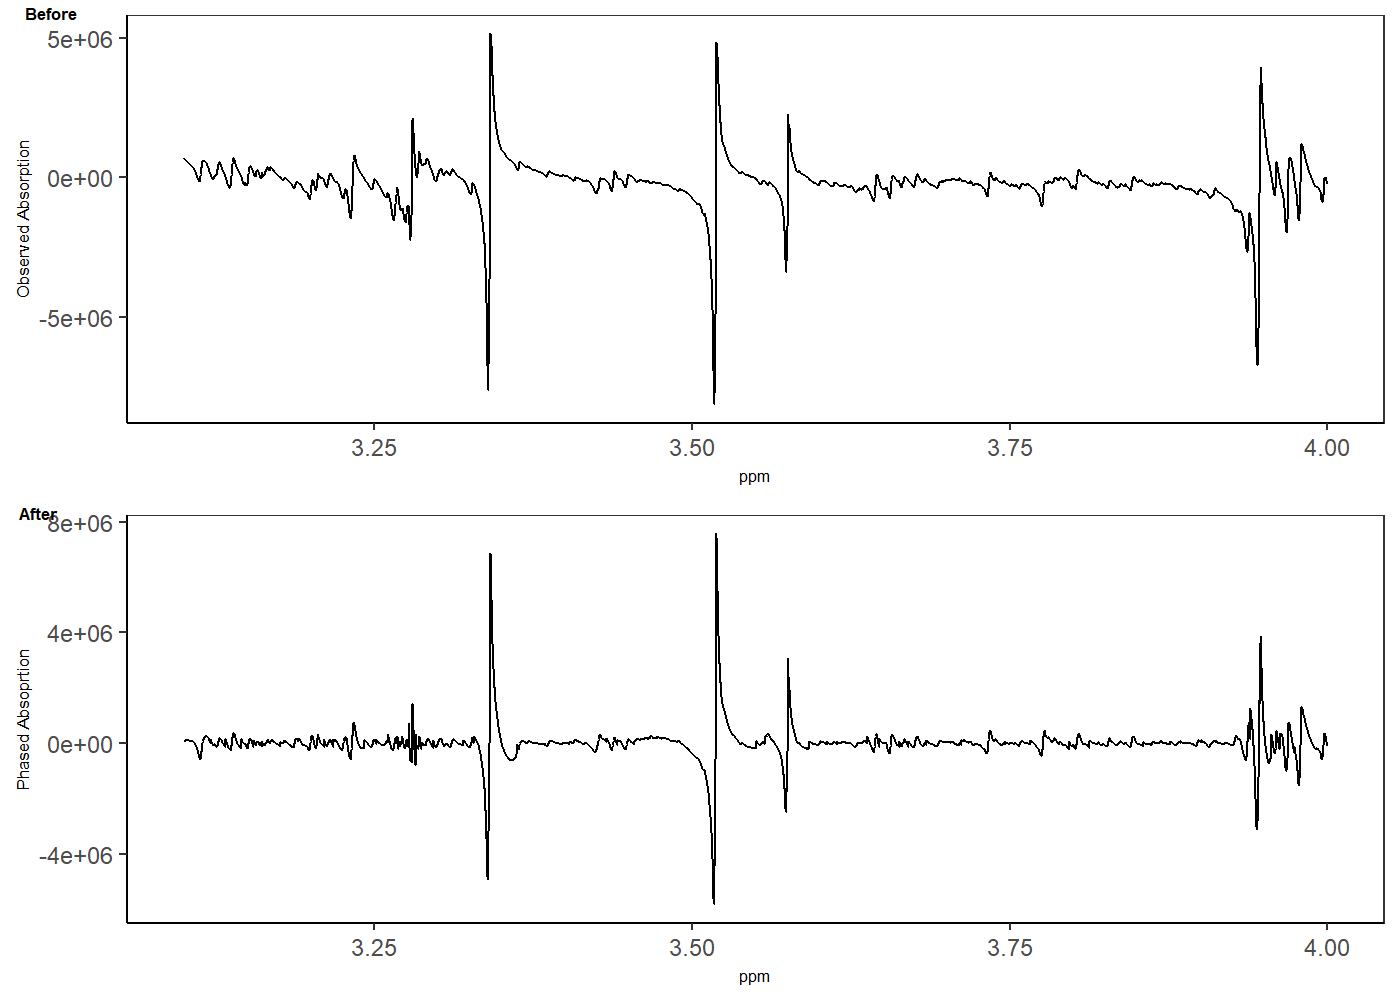 Before
5e+06
0e+00
-5e+06
Observed Absorption
3.25 3.50 3.75 4.00
ppm
After
8e+06
4e+06
0e+00
-4e+06
Phased Absoprtion
3.25 3.50 3.75 4.00
ppm